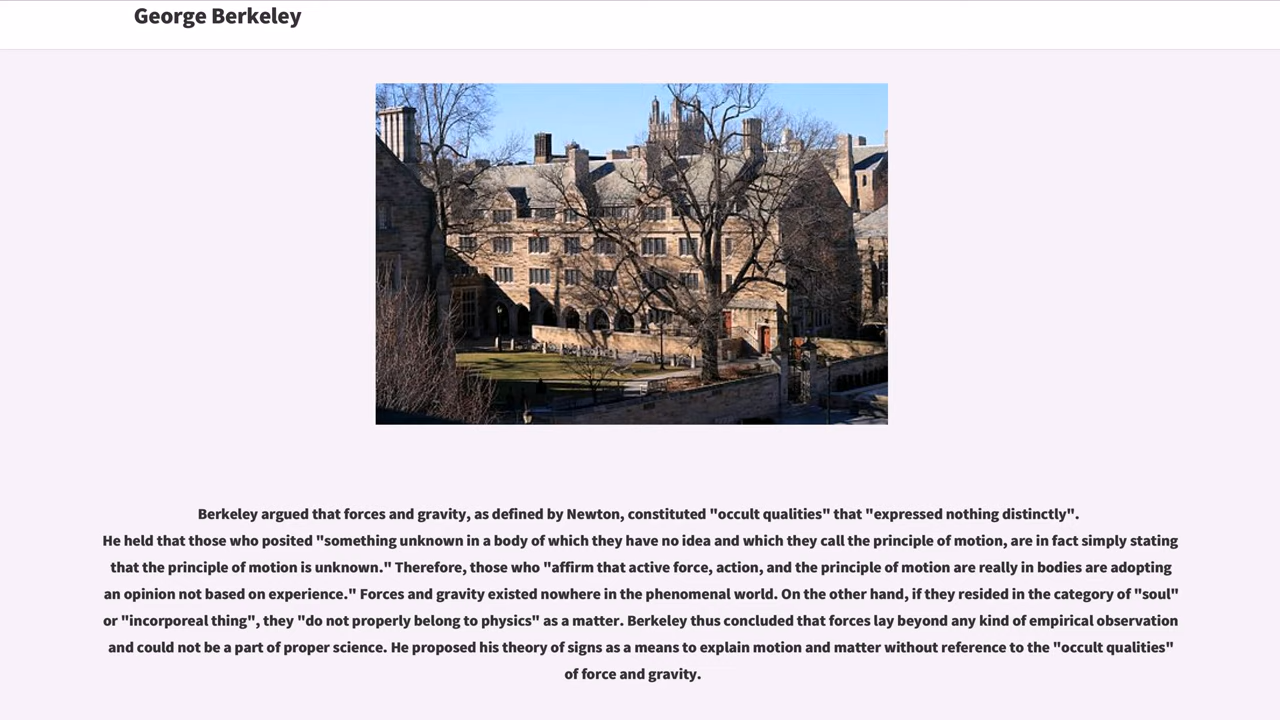 George Berkeley
Berkeley argued that forces and gravity, as defined by Newton, constituted "occult qualities" that "expressed nothing distinctly".
He held that those who posited "something unknown in a body of which they have no idea and which they call the principle of motion, are in fact simply stating
that the principle of motion is unknown." Therefore, those who "affirm that active force, action, and the principle of motion are really in bodies are adopting
an opinion not based on experience." Forces and gravity existed nowhere in the phenomenal world. On the other hand, if they resided in the category of "soul"
or "incorporeal thing", they "do not properly belong to physics" as a matter. Berkeley thus concluded that forces lay beyond any kind of empirical observation
and could not be a part of proper science. He proposed his theory of signs as a means to explain motion and matter without reference to the "occult qualities"
of force and gravity.